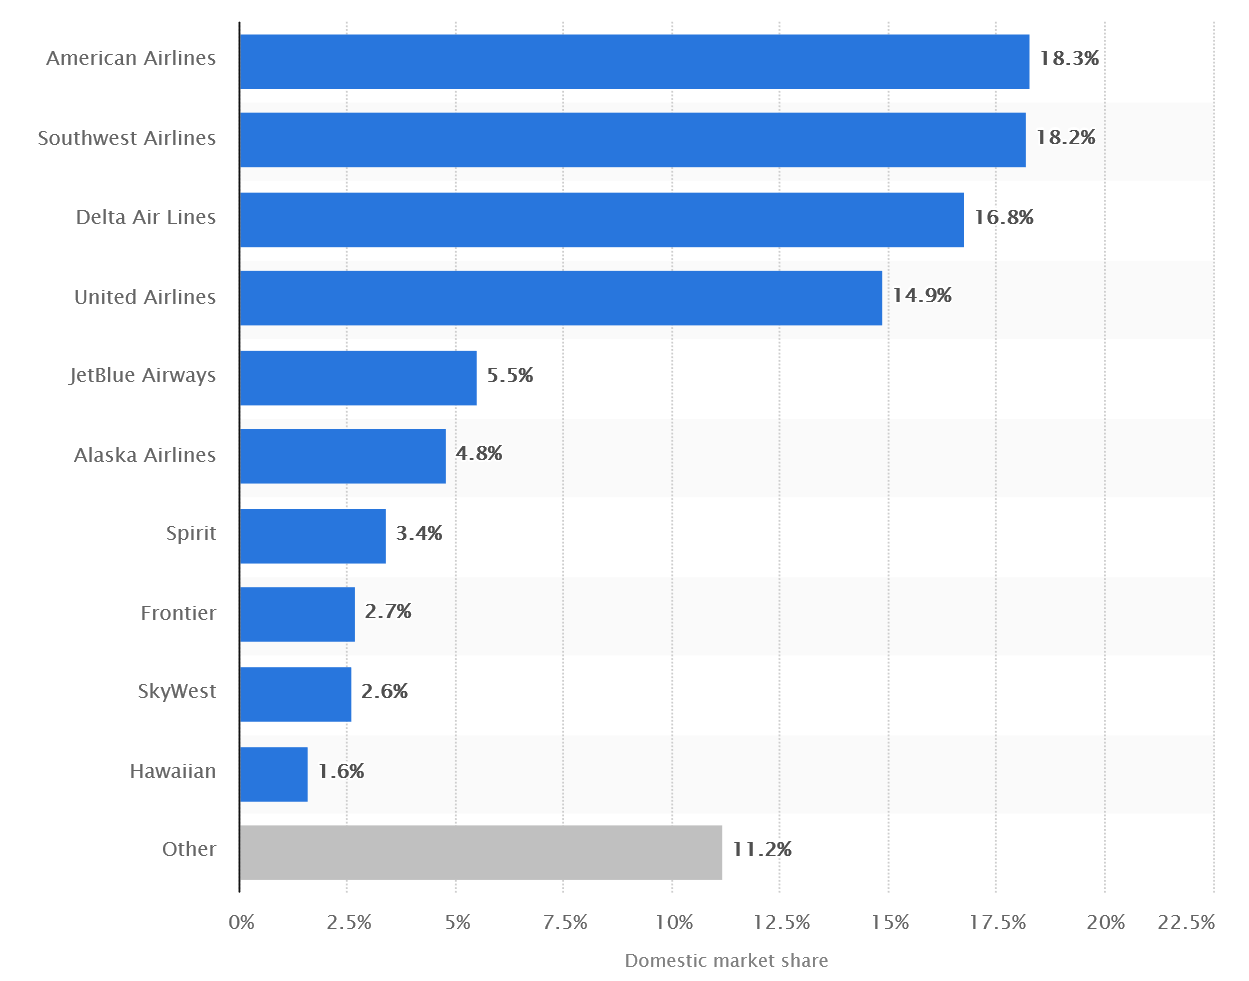 American Airlines 18.3%
Southwest Airlines 18.2%
Delta Air Lines 16.8%
United Airlines 14.9%
JetBlue Airways 5.5%
Alaska Airlines 4.8%
Spirit 3.4%
Frontier 2.7%
SkyWest 2.6%
Hawaiian 1.6%
Other 11.2%
0% 2.5% 5% 7.5% 10% 12.5% 15% 17.5% 20% 22.5%
Domestic market share